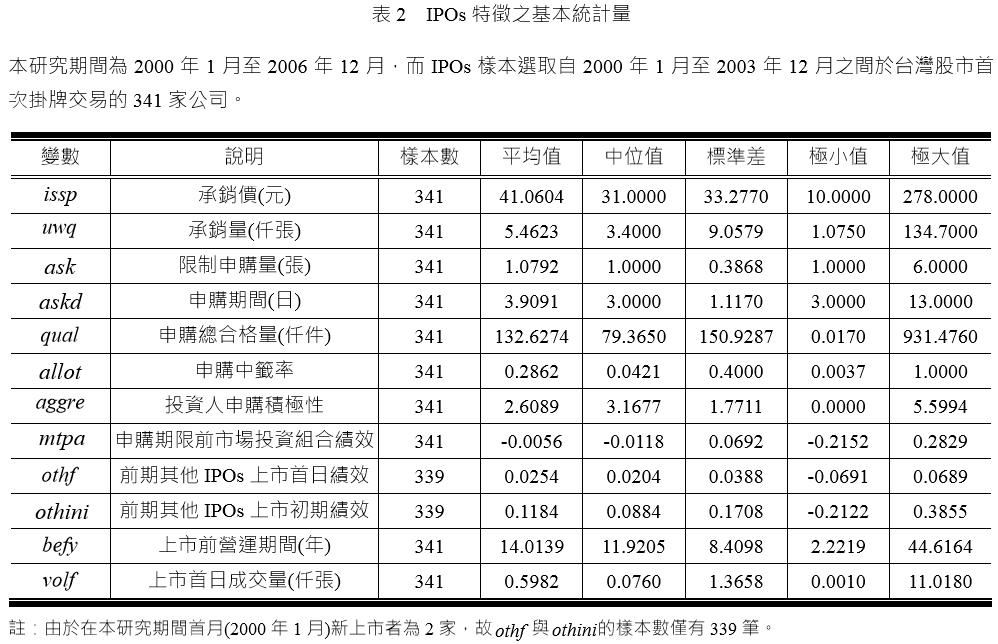 表 2 IPOs 特徵之基本統計量
本研究期間為 2000 年 1 月至 2006 年 12 月，而 IPOs 樣本選取自 2000 年 1 月至 2003 年 12 月之間於台灣股市首
次掛牌交易的 341 家公司。
變數 說明 樣本數 平均值 中位值 標準差 極小值 極大值
issp 承銷價(元) 341 41.0604 31.0000 33.2770 10.0000 278.0000
uwq 承銷量(仟張) 341 5.4623 3.4000 9.0579 1.0750 134.7000
ask 限制申購量(張) 341 1.0792 1.0000 0.3868 1.0000 6.0000
askd 申購期間(日) 341 3.9091 3.0000 1.1170 3.0000 13.0000
qual 申購總合格量(仟件) 341 132.6274 79.3650 150.9287 0.0170 931.4760
allot 申購中籤率 341 0.2862 0.0421 0.4000 0.0037 1.0000
aggre 投資人申購積極性 341 2.6089 3.1677 1.7711 0.0000 5.5994
mtpa 申購期限前市場投資組合績效 341 -0.0056 -0.0118 0.0692 -0.2152 0.2829
othf 前期其他 IPOs 上市首日績效 339 0.0254 0.0204 0.0388 -0.0691 0.0689
othini 前期其他 IPOs 上市初期績效 339 0.1184 0.0884 0.1708 -0.2122 0.3855
befy 上市前營運期間(年) 341 14.0139 11.9205 8.4098 2.2219 44.6164
volf 上市首日成交量(仟張) 341 0.5982 0.0760 1.3658 0.0010 11.0180
註：由於在本研究期間首月(2000 年 1 月)新上市者為 2 家，故 othf 與 othini的樣本數僅有 339 筆。